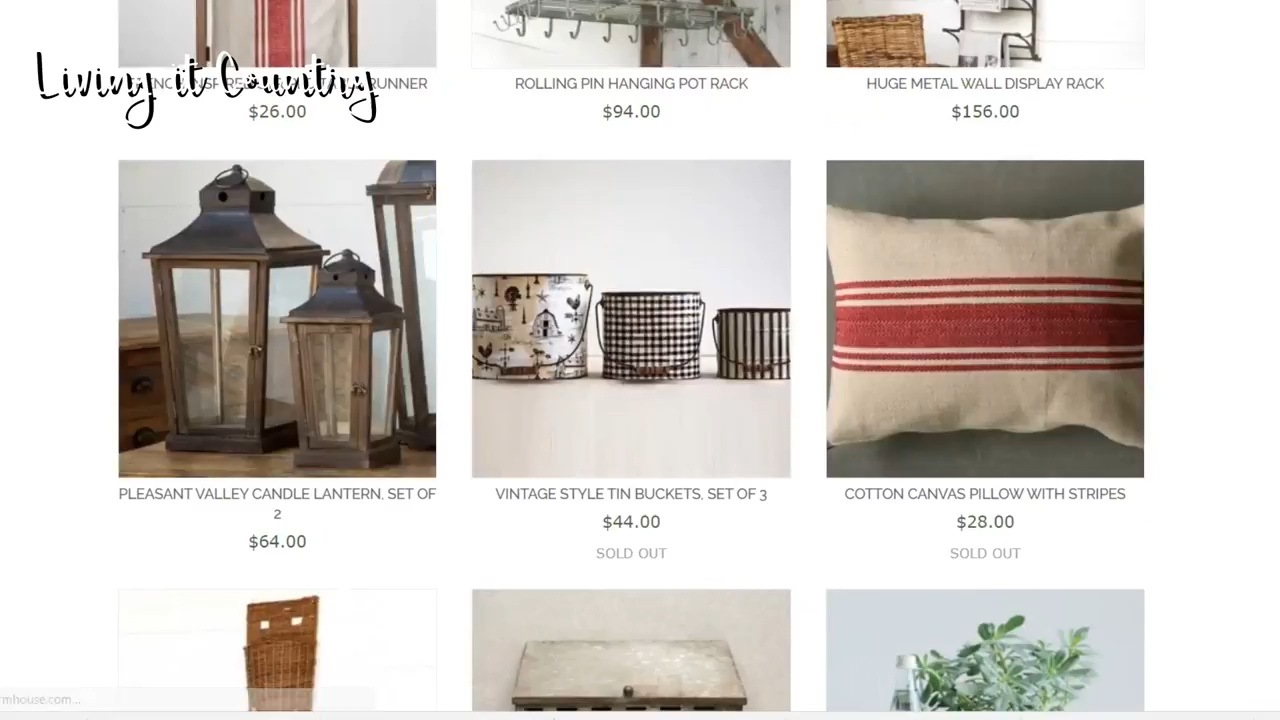 Living it Country
RUNNER
ROLLING PIN HANGING POT RACK
HUGE METAL WALL DISPLAY RACK
$26.00
$94.00
$156.00
PLEASANT VALLEY CANDLE LANTERN, SET OF
2
$64.00
VINTAGE STYLE TIN BUCKETS, SET OF 3
$44.00
SOLD OUT
COTTON CANVAS PILLOW WITH STRIPES
$28.00
SOLD OUT
rmhouse.com...